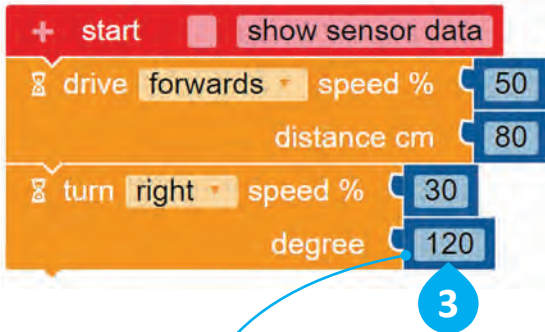 + start show sensor data
drive forwards speed % 50
distance cm 80
turn right speed % 30
degree 120
3